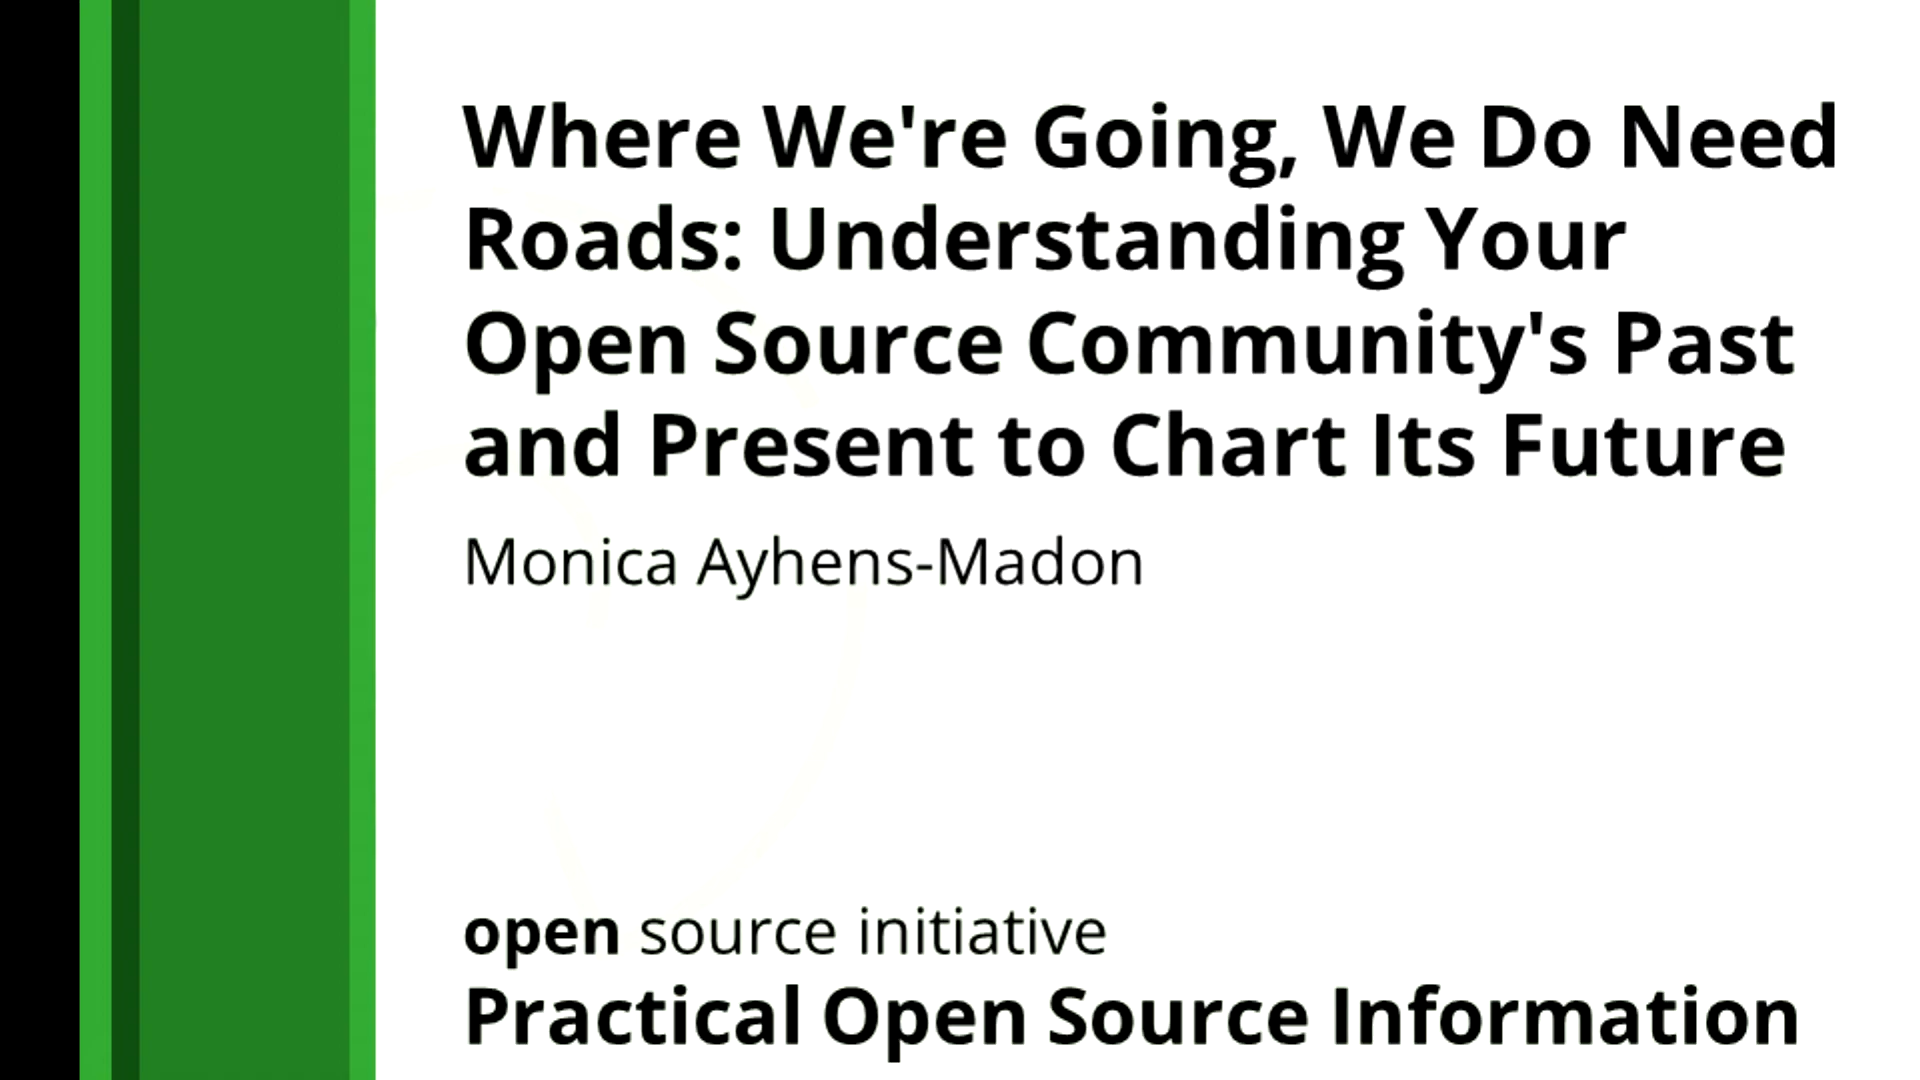 Where We're Going, We Do Need
Roads: Understanding Your
Open Source Community's Past
and Present to Chart Its Future
Monica Ayhens-Madon
open source initiative
Practical Open Source Information